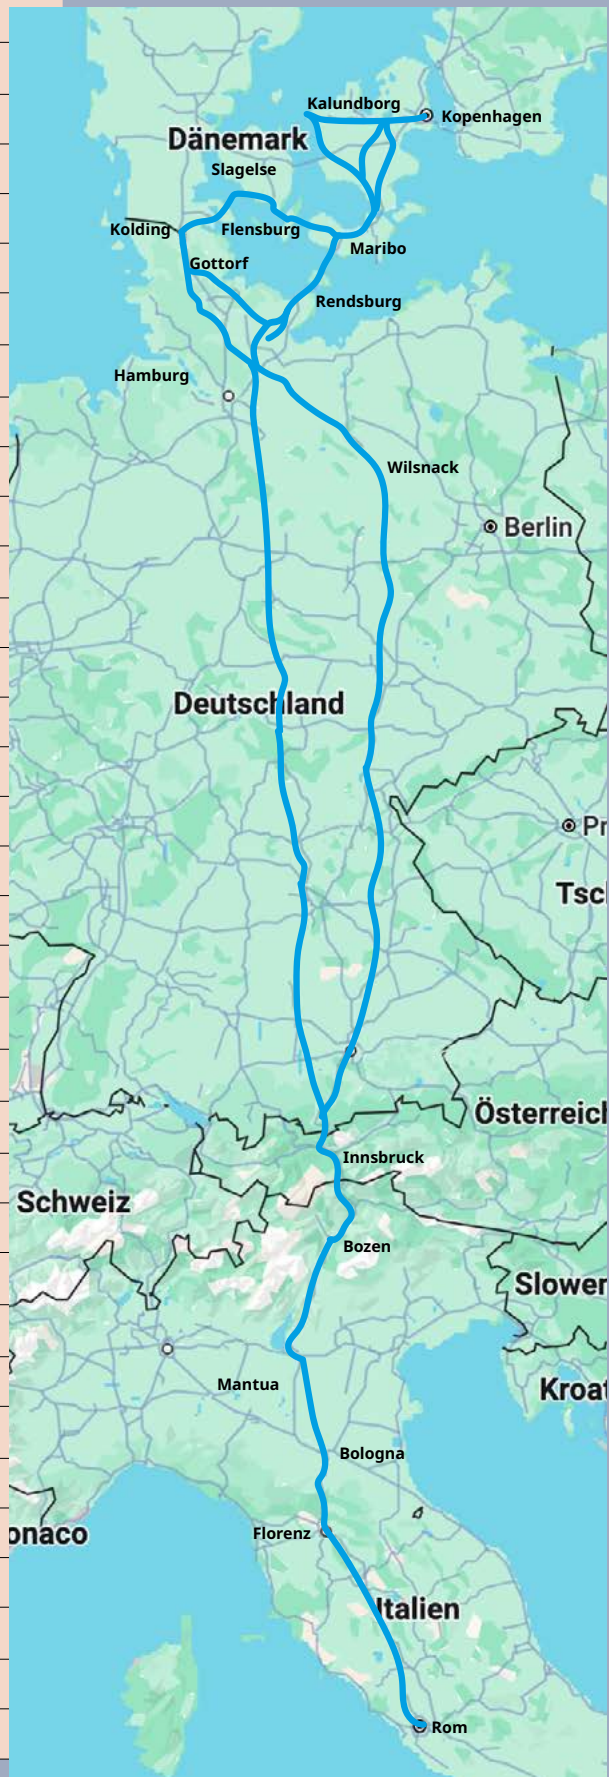 Kalundborg
Kopenhagen
Dänemark
Slagelse
Kolding
Flensburg
Maribo
Gottorf
Rendsburg
Hamburg
Wilsnack
Berlin
Deutschland
Pr
Tsc
Österreich
Innsbruck
Schweiz
Bozen
Slower
Kroat
Mantua
Bologna
onaco
Florenz
Italien
Rom